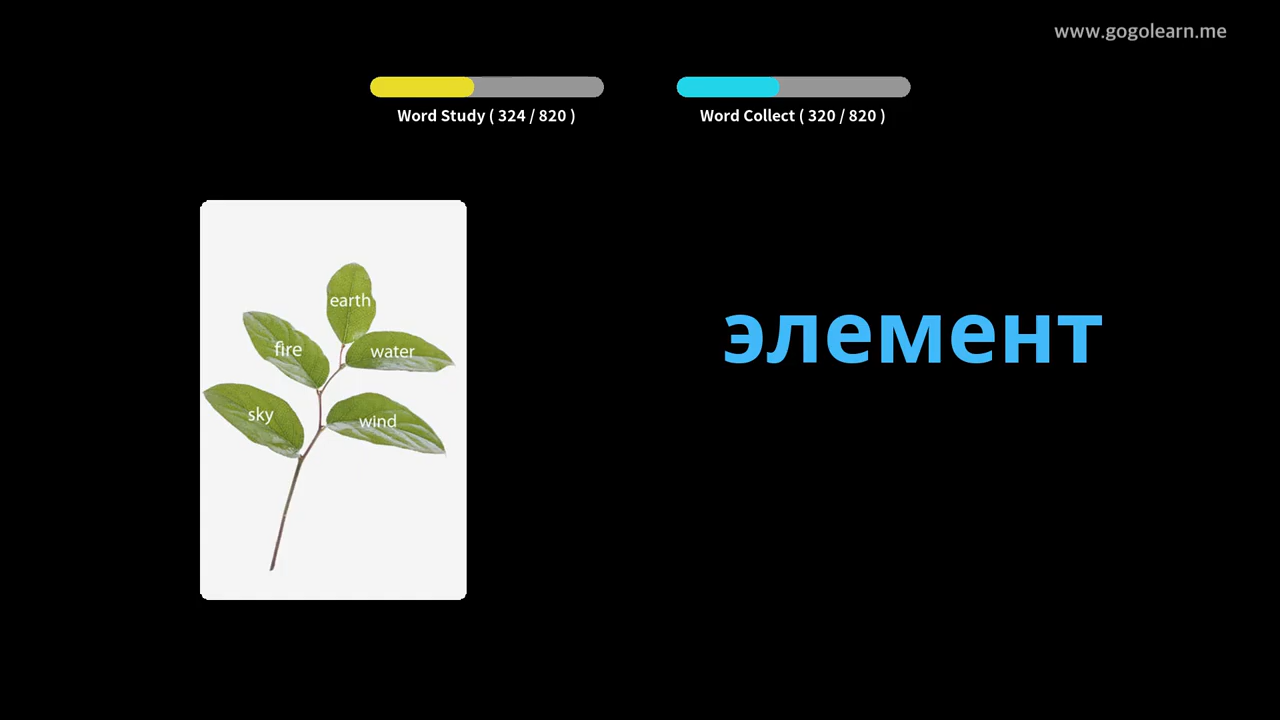 www.gogolearn.me
Word Study ( 324 / 820 )
Word Collect ( 320 / 820 )
earth
fire
water
sky
wind
элемент